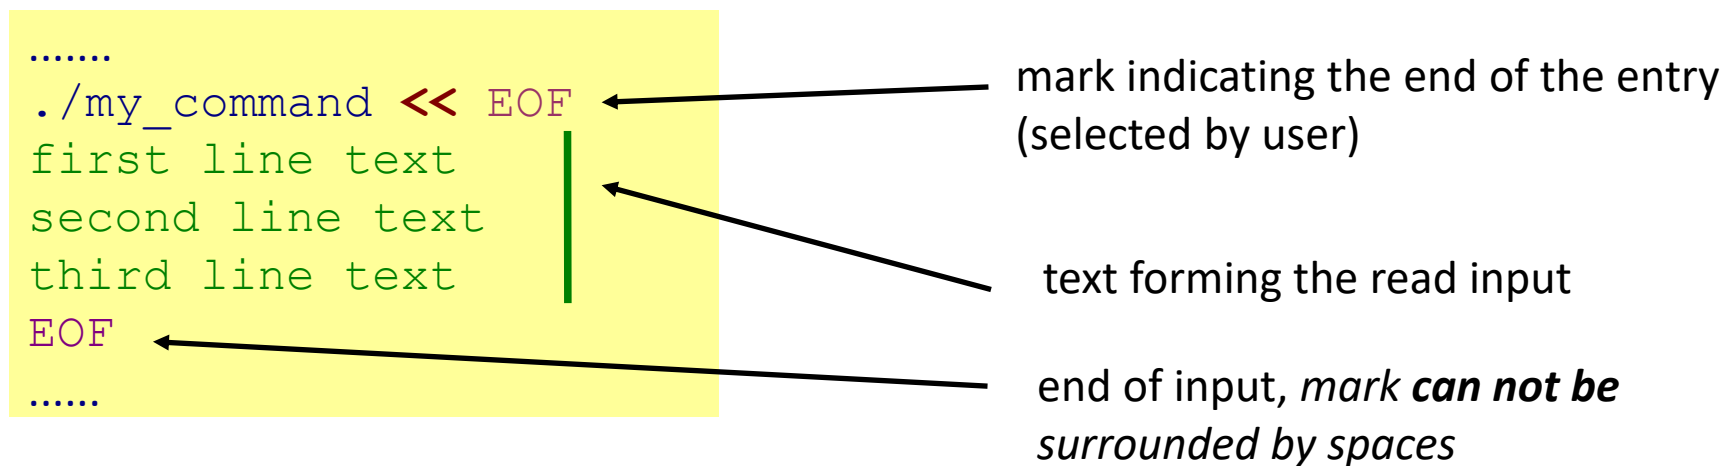 .......
./my_command << EOF
first line text
second line text
third line text
EOF
......
mark indicating the end of the entry
(selected by user)
text forming the read input
end of input, mark can not be
surrounded by spaces